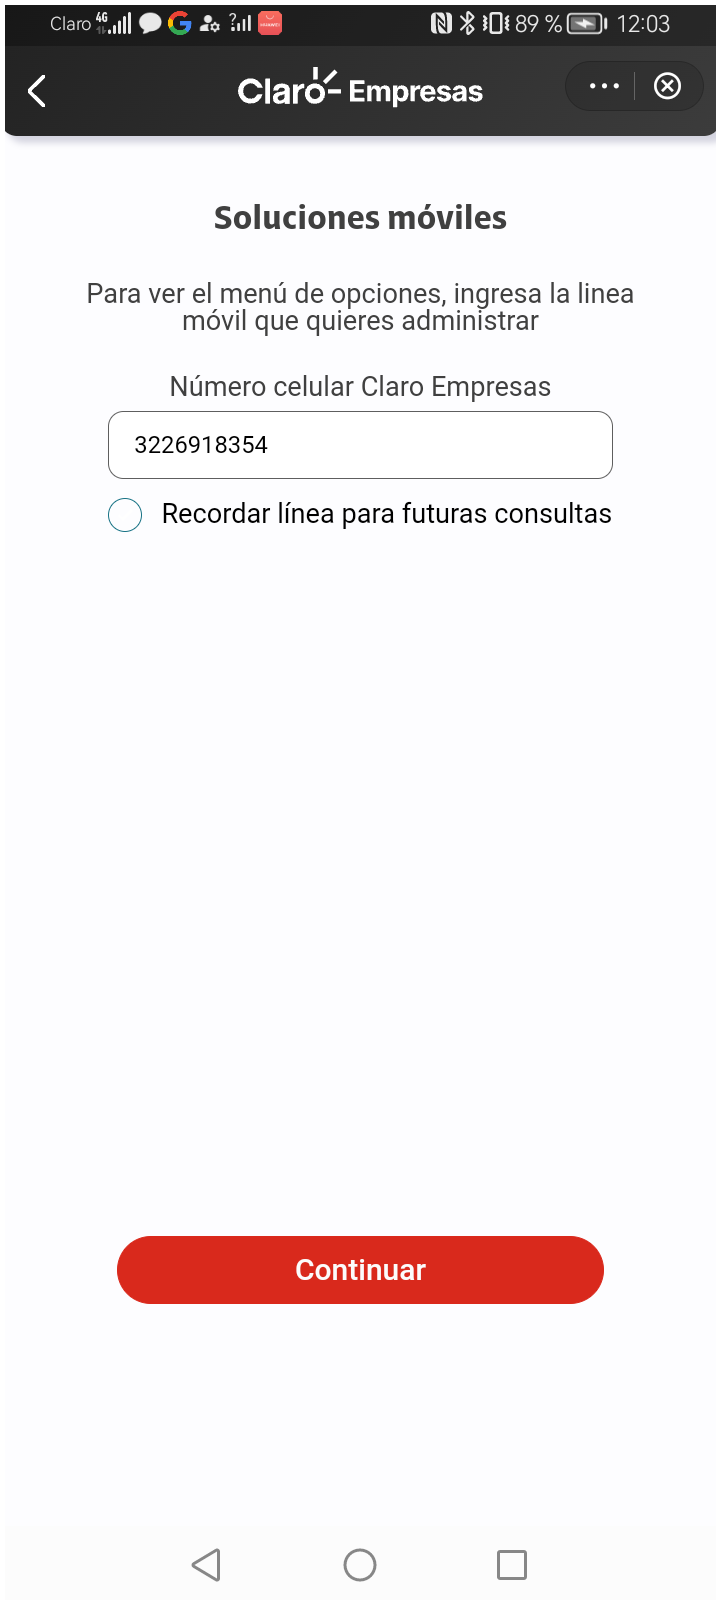 Claro 4G 89 % 12:03
Claro Empresas
Soluciones móviles
Para ver el menú de opciones, ingresa la linea
móvil que quieres administrar
Número celular Claro Empresas
3226918354
Recordar línea para futuras consultas
Continuar